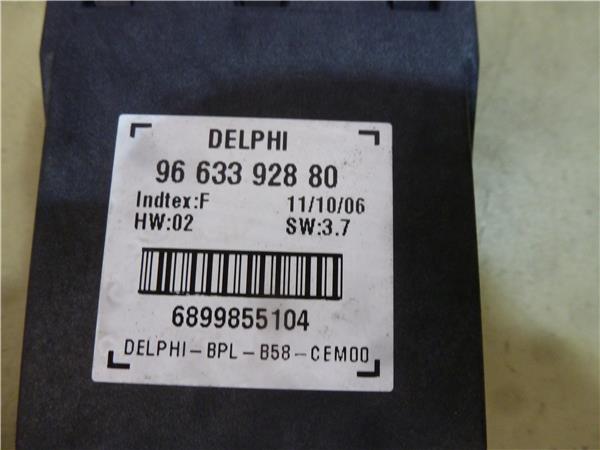 DELPHI
96 633 928 80
Indtex:F 11/10/06
HW:02 SW:3.7
6899855104
DELPHI-BPL-B58-CEM00